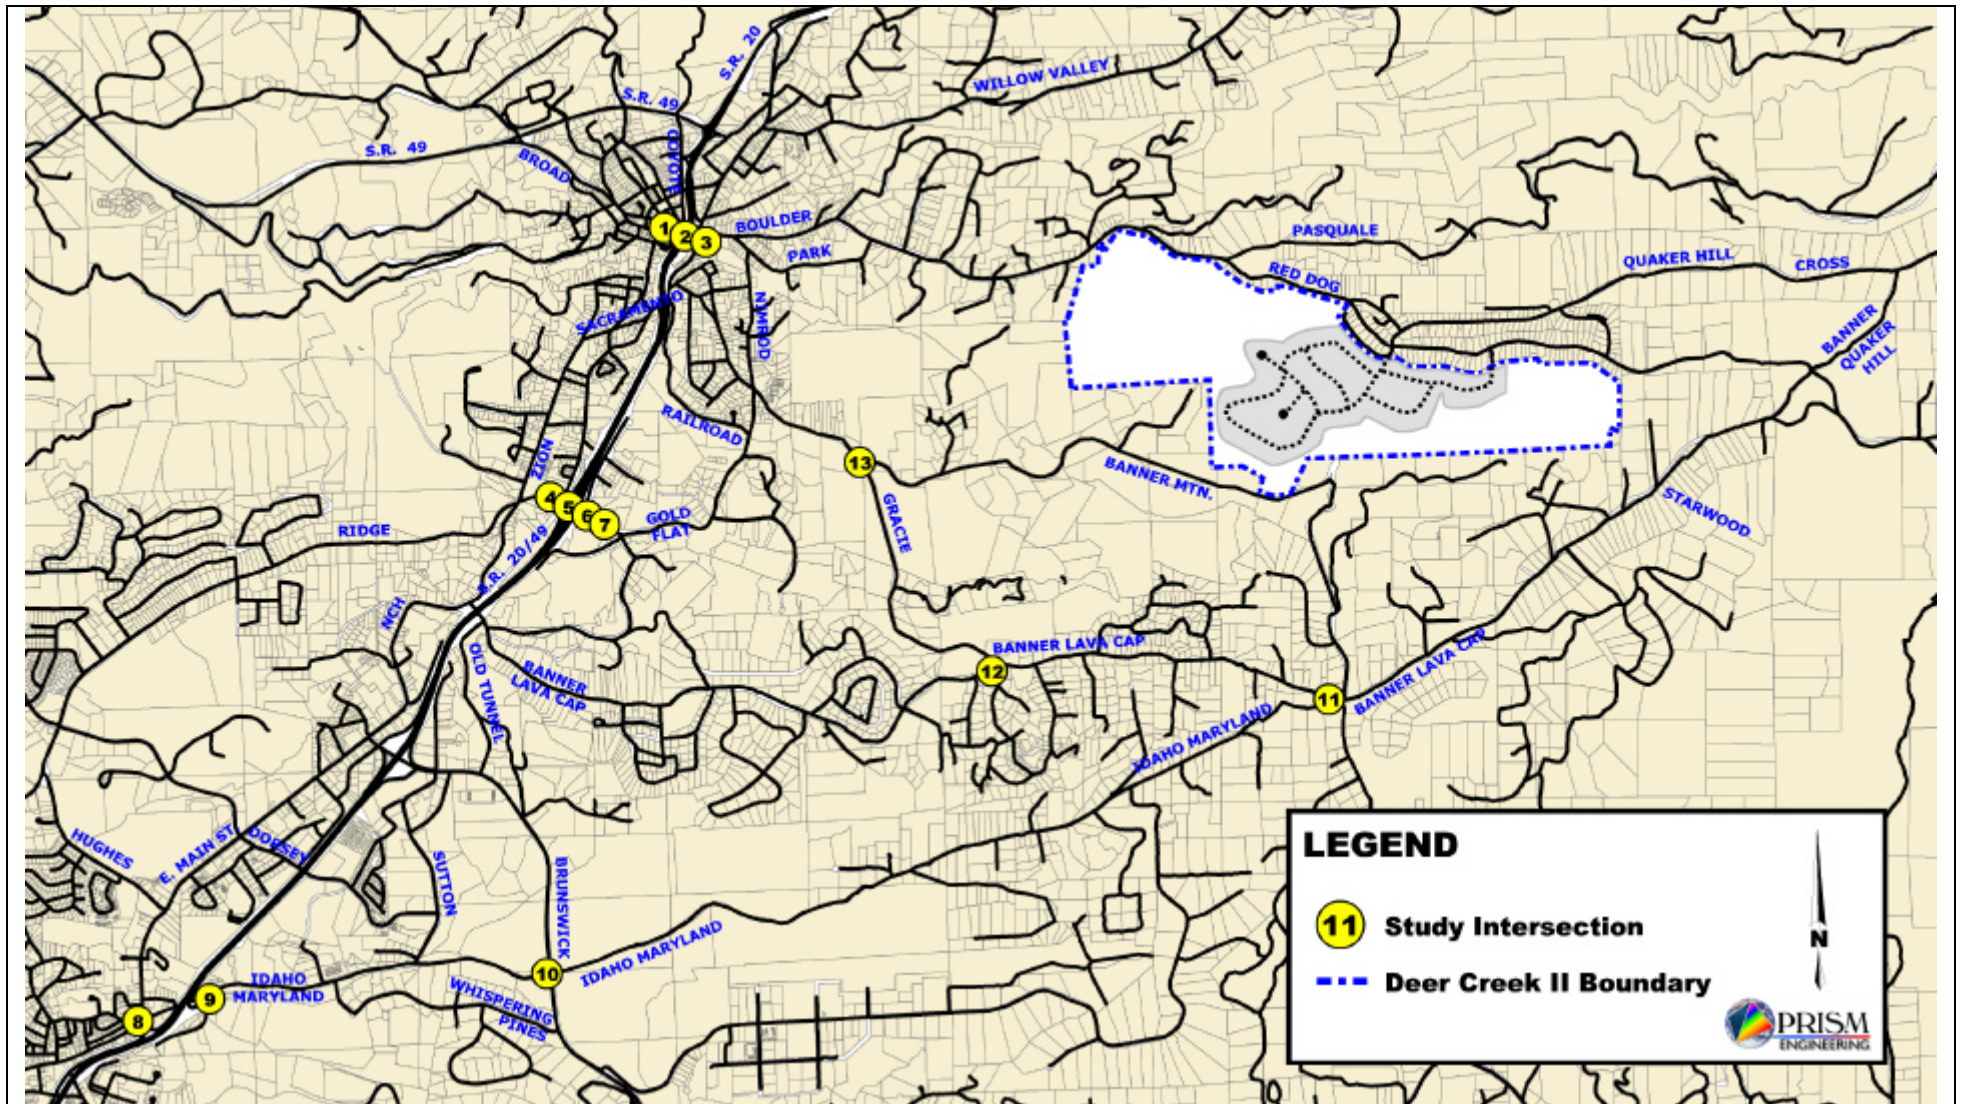 S.R. 20
WILLOW VALLEY
S.R. 49
S.R. 49
COYOTE
BROAD
1
2
3
BOULDER
PARK
PASQUALE
RED DOG
QUAKER HILL
CROSS
BANNER
QUAKER
HILL
SACRAMENTO
NIMROD
RAILROAD
ZION
13
BANNER MTN.
GRACIE
STARWOOD
4
5
6
7
GOLD
FLAT
RIDGE
S.R. 20/49
NCH
OLD TUNNEL
BANNER
LAVA CAP
BANNER LAVA CAP
12
11
BANNER LAVA CAP
IDAHO MARYLAND
HUGHES
E. MAIN ST
DORSEY
SUTTON
BRUNSWICK
10
IDAHO MARYLAND
IDAHO
MARYLAND
WHISPERING
PINES
8
9
LEGEND
11 Study Intersection
Deer Creek II Boundary
N
PRISM
ENGINEERING